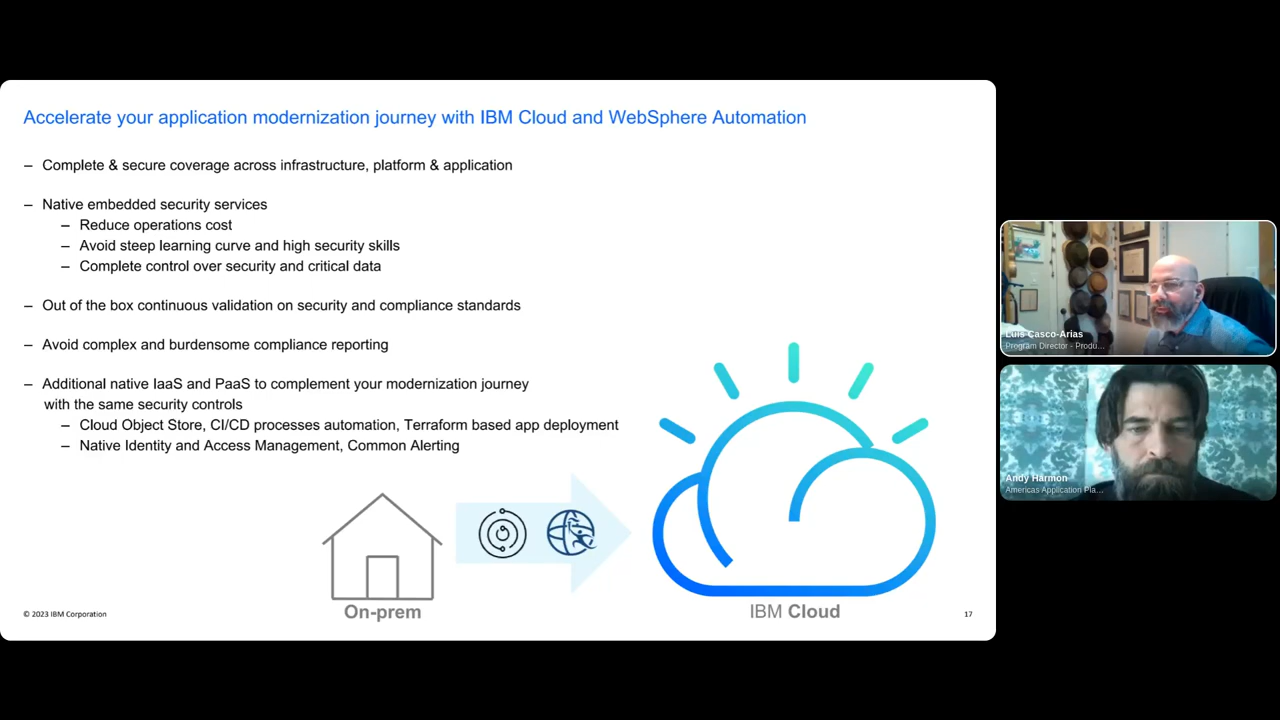 Accelerate your application modernization journey with IBM Cloud and WebSphere Automation
– Complete & secure coverage across infrastructure, platform & application
– Native embedded security services
– Reduce operations cost
– Avoid steep learning curve and high security skills
– Complete control over security and critical data
– Out of the box continuous validation on security and compliance standards
– Avoid complex and burdensome compliance reporting
– Additional native IaaS and PaaS to complement your modernization journey
with the same security controls
– Cloud Object Store, CI/CD processes automation, Terraform based app deployment
– Native Identity and Access Management, Common Alerting
On-prem
IBM Cloud
© 2023 IBM Corporation
17
Luis Casco-Arias
Program Director - Produ...
Andy Harmon
Americas Application Pla...